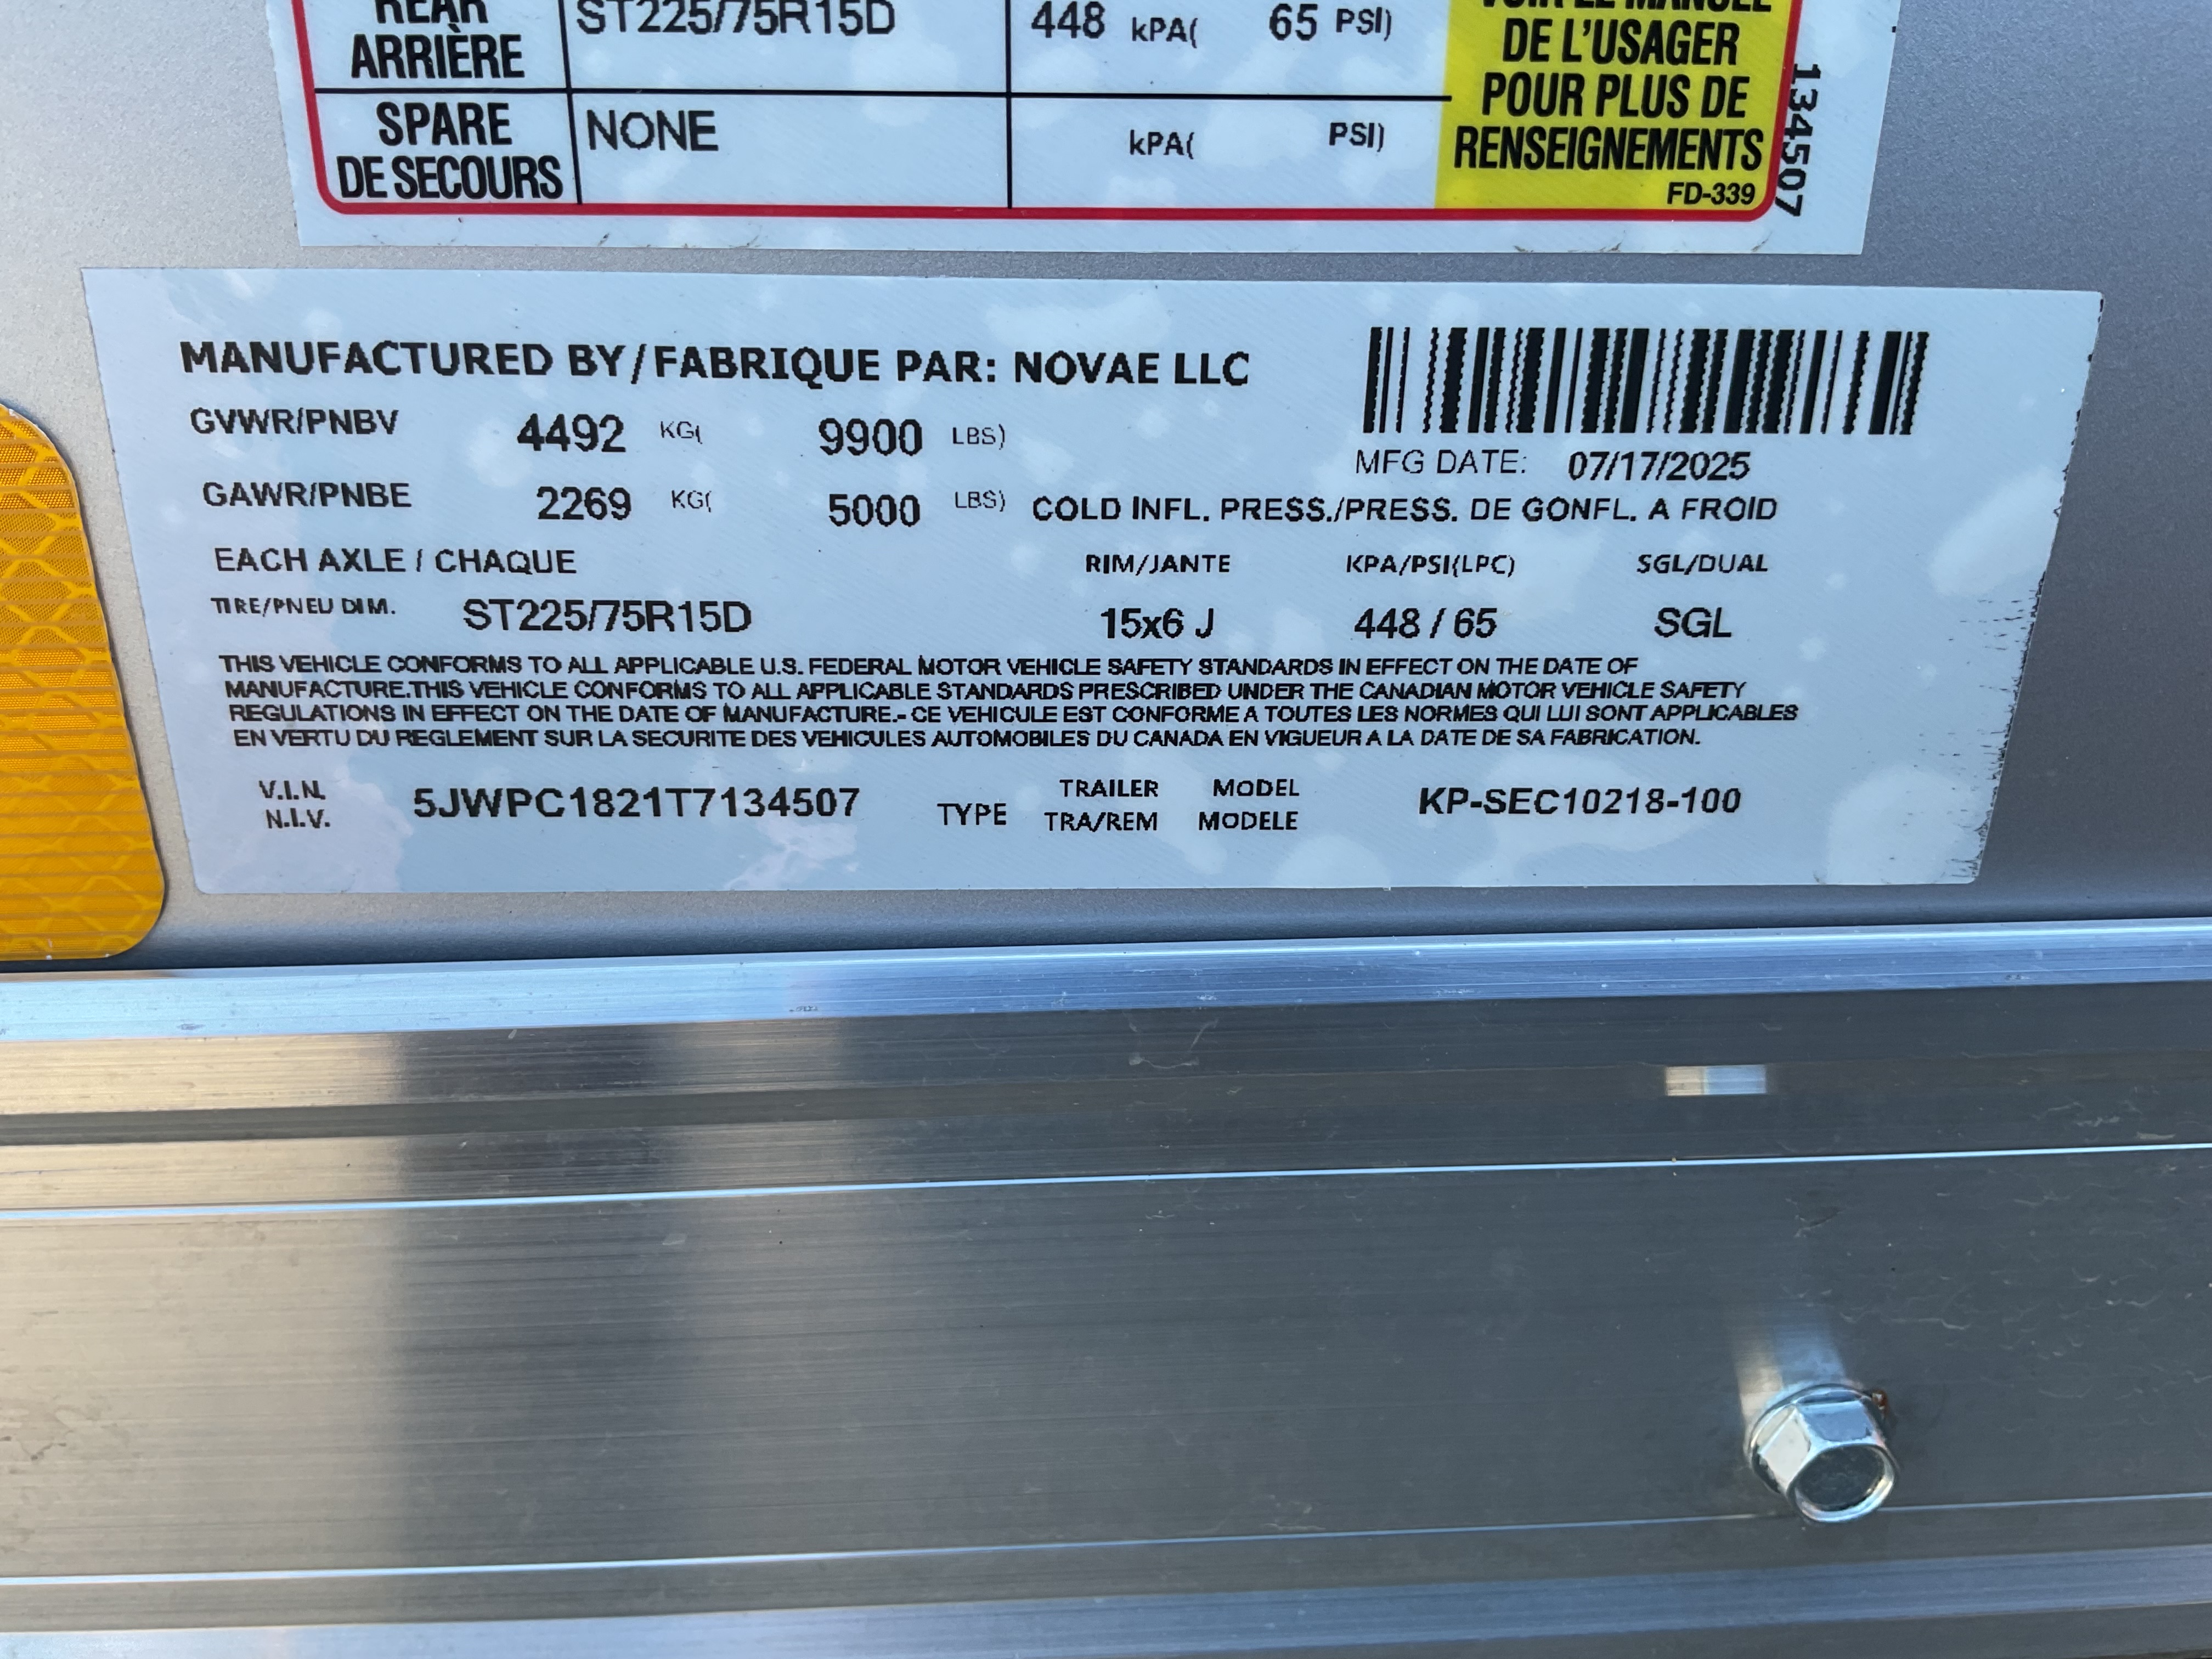 REAR
ARRIÈRE
ST225/75R15D
448 kPA( 65 PSI)
SPARE
DE SECOURS
NONE
kPA( PSI)
VOIR LE MANUEL
DE L'USAGER
POUR PLUS DE
RENSEIGNEMENTS
FD-339
134507
MANUFACTURED BY/FABRIQUE PAR: NOVAE LLC
GVWR/PNBV 4492 KG( 9900 LBS)
MFG DATE: 07/17/2025
GAWR/PNBE 2269 KG( 5000 LBS) COLD INFL. PRESS./PRESS. DE GONFL. A FROID
EACH AXLE / CHAQUE RIM/JANTE KPA/PSI(LPC) SGL/DUAL
TIRE/PNEU DIM. ST225/75R15D 15x6 J 448 / 65 SGL
THIS VEHICLE CONFORMS TO ALL APPLICABLE U.S. FEDERAL MOTOR VEHICLE SAFETY STANDARDS IN EFFECT ON THE DATE OF
MANUFACTURE.THIS VEHICLE CONFORMS TO ALL APPLICABLE STANDARDS PRESCRIBED UNDER THE CANADIAN MOTOR VEHICLE SAFETY
REGULATIONS IN EFFECT ON THE DATE OF MANUFACTURE.- CE VEHICULE EST CONFORME A TOUTES LES NORMES QUI LUI SONT APPLICABLES
EN VERTU DU REGLEMENT SUR LA SECURITE DES VEHICULES AUTOMOBILES DU CANADA EN VIGUEUR A LA DATE DE SA FABRICATION.
V.I.N.
N.I.V.
5JWPC1821T7134507
TYPE
TRAILER
TRA/REM
MODEL
MODELE
KP-SEC10218-100